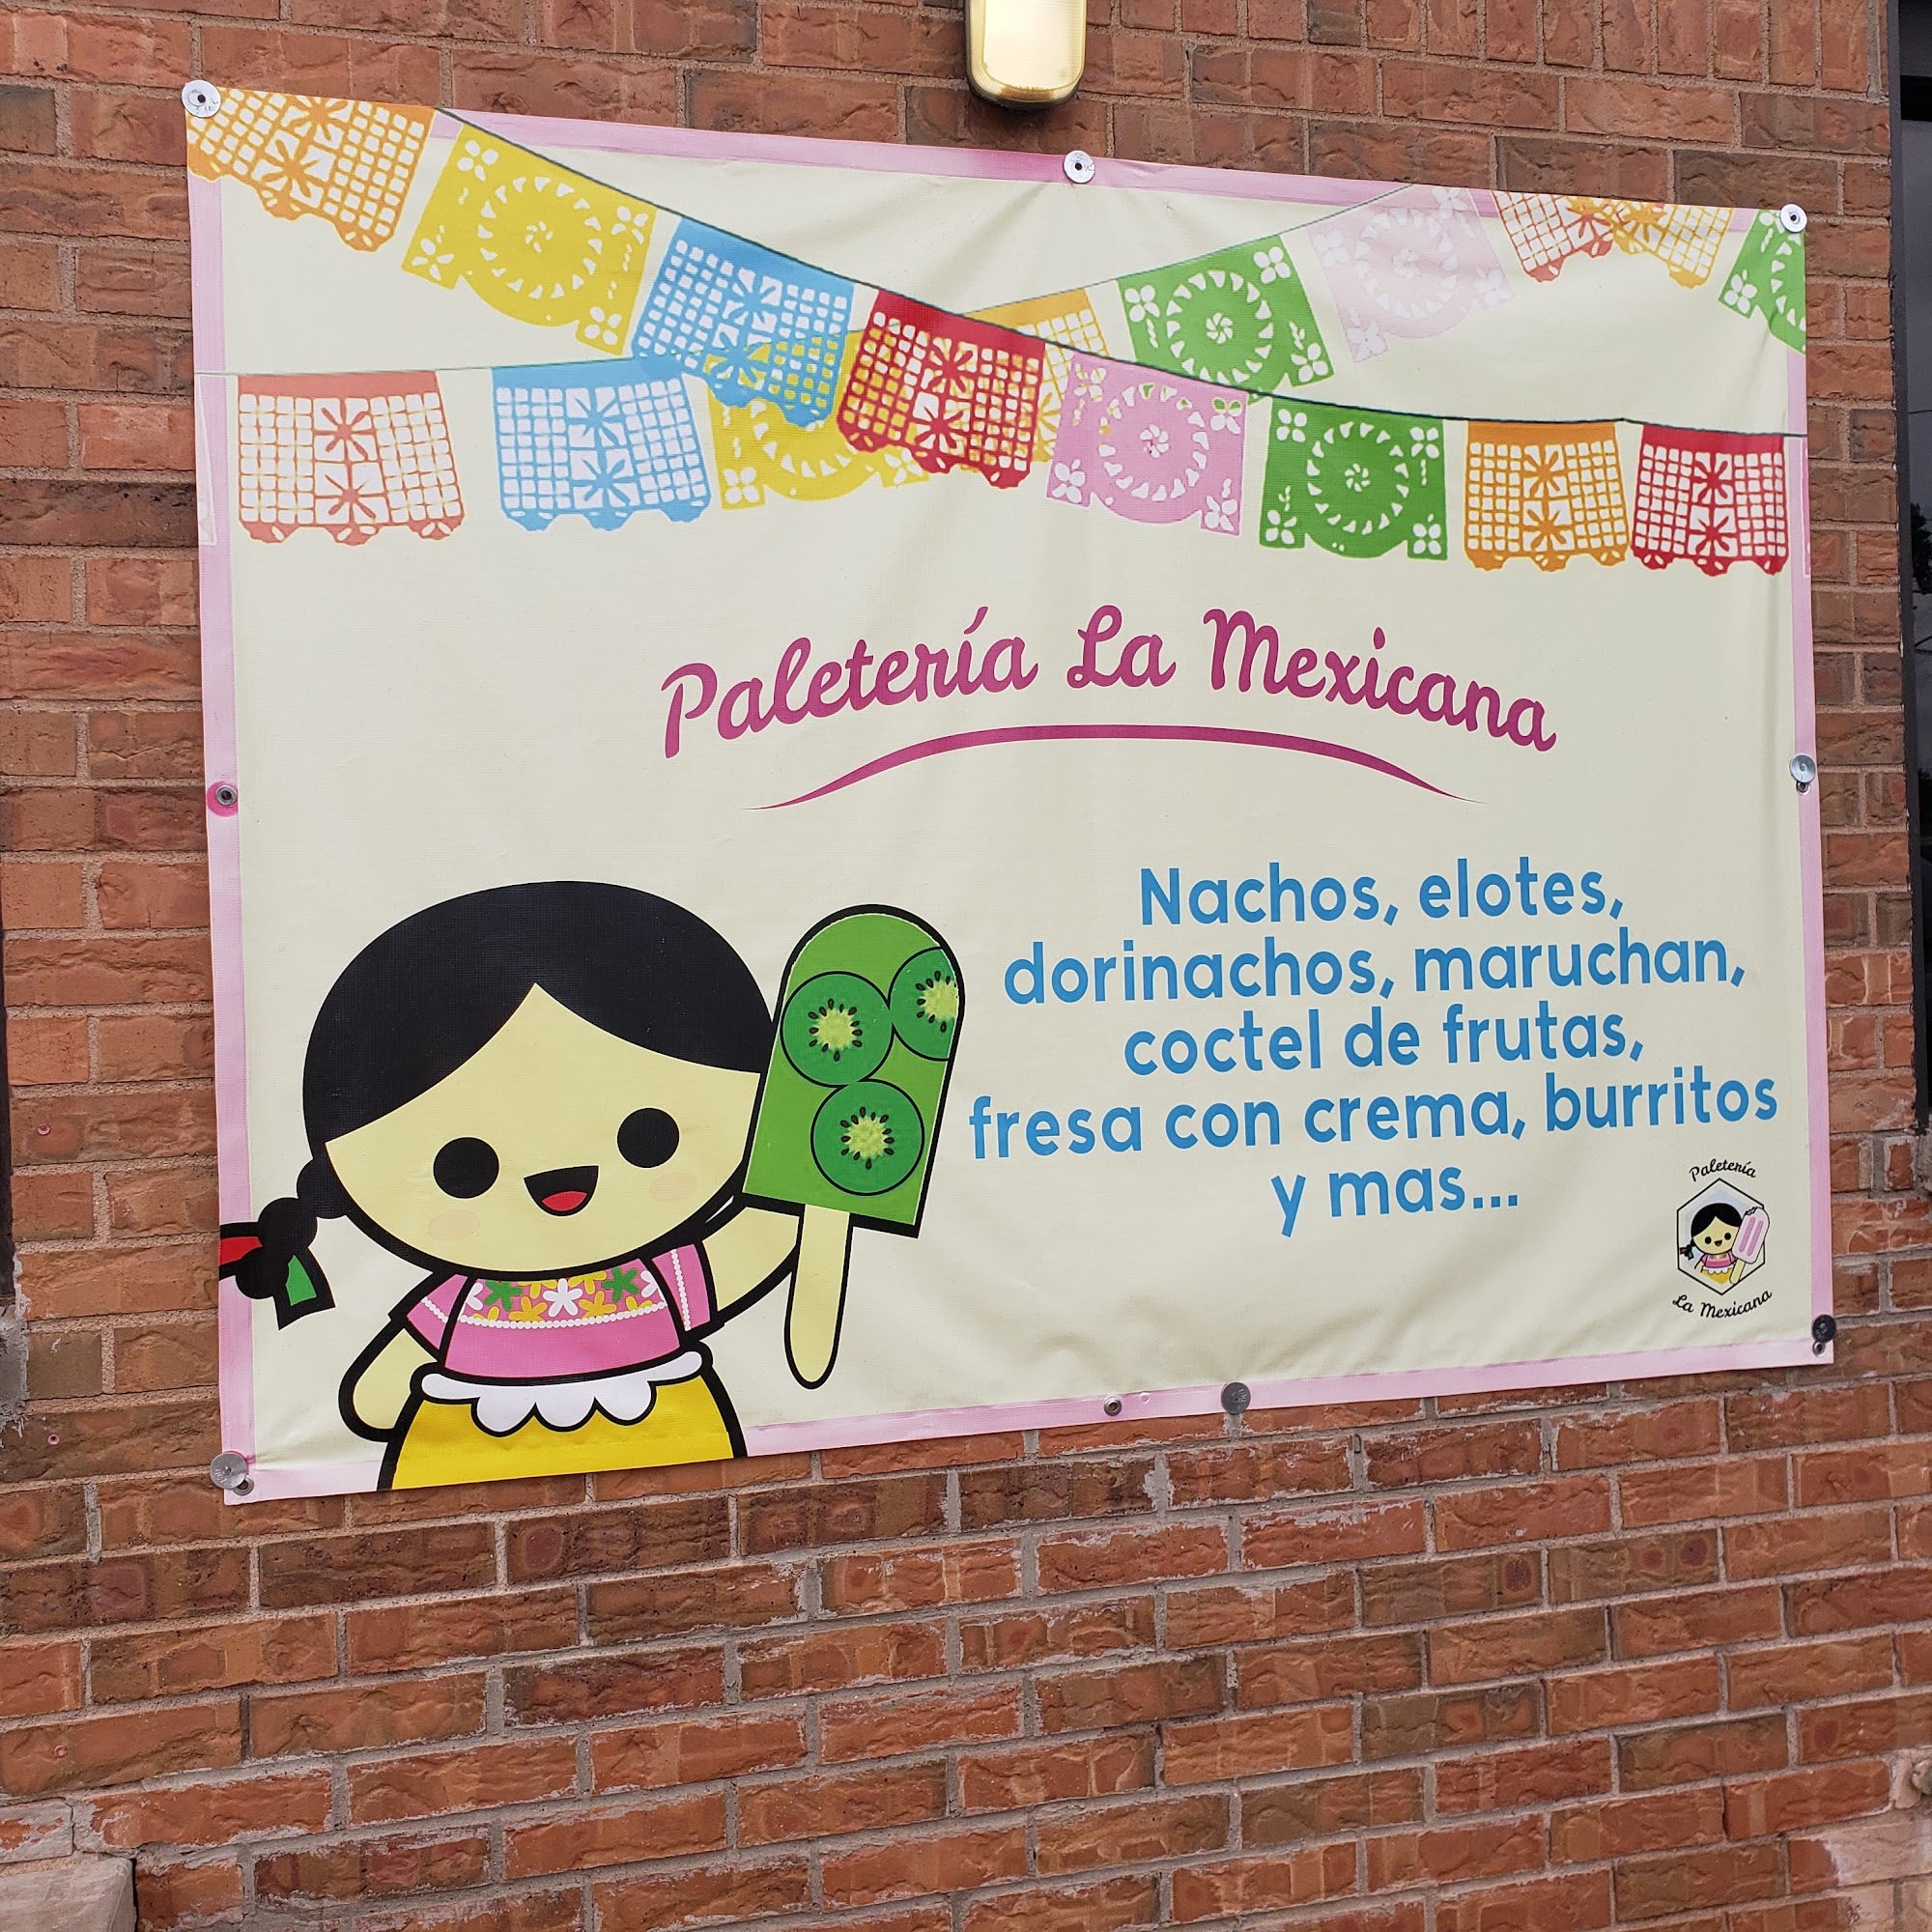 Paletería La Mexicana
Nachos, elotes,
dorinachos, maruchan,
coctel de frutas,
fresa con crema, burritos
y mas...
Paletería
La Mexicana